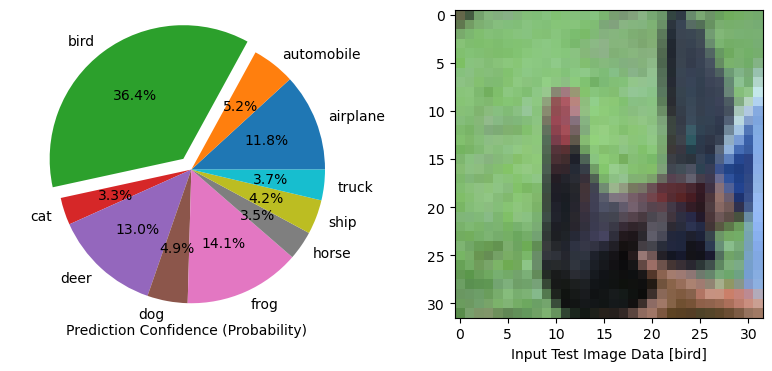 bird
automobile
36.4%
5.2%
airplane
11.8%
3.7%
truck
cat
3.3%
4.2%
ship
3.5%
horse
deer
13.0%
4.9%
14.1%
dog
frog
Prediction Confidence (Probability)
0
5
10
15
20
25
30
0 5 10 15 20 25 30
Input Test Image Data [bird]